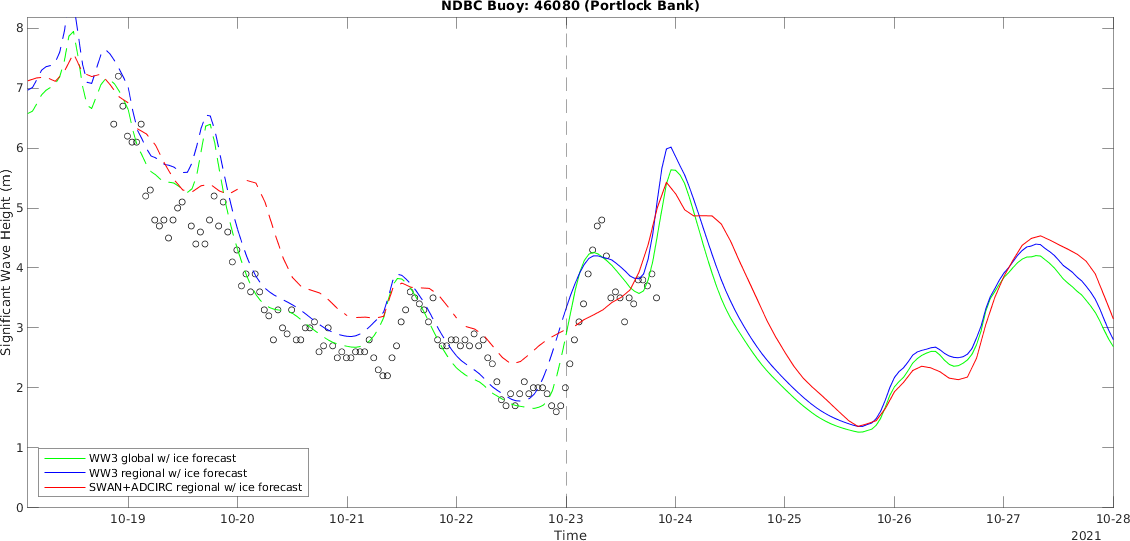 NDBC Buoy: 46080 (Portlock Bank)
8
7
6
5
4
3
2
1
0
Significant Wave Height (m)
WW3 global w/ ice forecast
WW3 regional w/ ice forecast
SWAN+ADCIRC regional w/ ice forecast
10-19 10-20 10-21 10-22 10-23 10-24 10-25 10-26 10-27 10-28
Time
2021